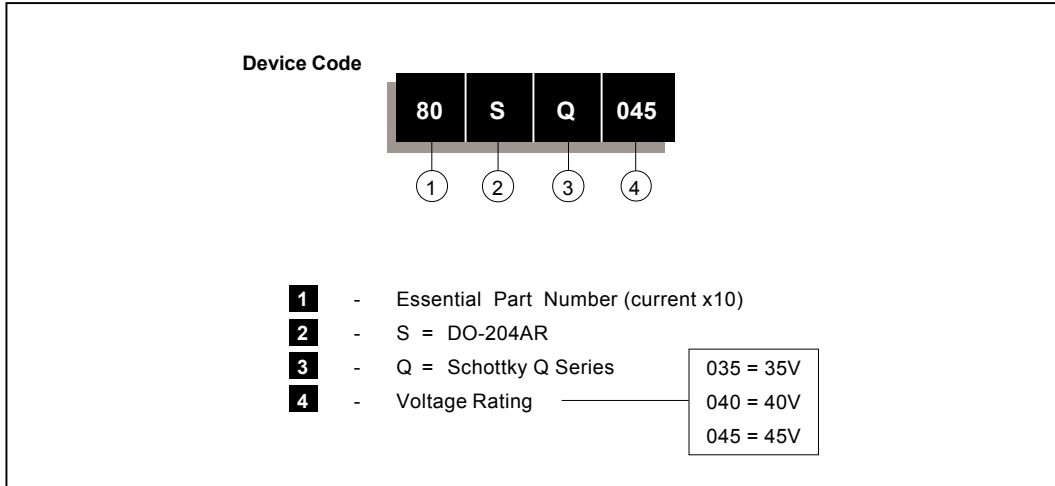 Device Code
80 S Q 045
1 2 3 4
1 - Essential Part Number (current x10)
2 - S = DO-204AR
3 - Q = Schottky Q Series
4 - Voltage Rating
035 = 35V
040 = 40V
045 = 45V